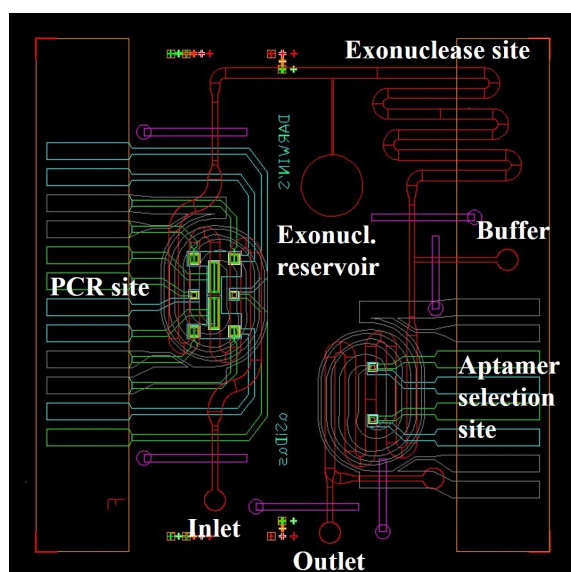 Exonuclease site
DARWIN'S
Exonucl.
reservoir
Buffer
PCR site
Aptamer
selection
site
Inlet
Outlet